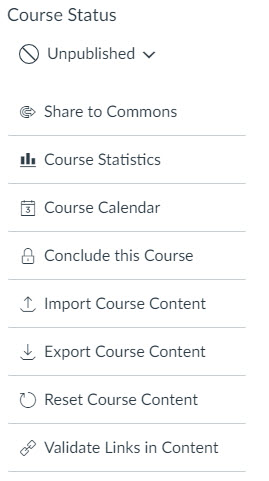 Course Status
Unpublished
Share to Commons
Course Statistics
3
Course Calendar
Conclude this Course
Import Course Content
Export Course Content
Reset Course Content
Validate Links in Content